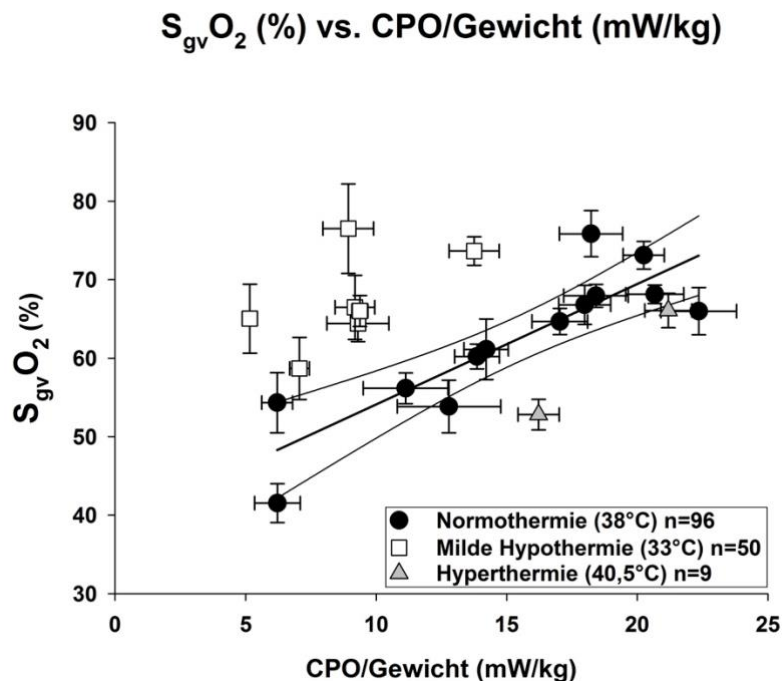 SgvO2 (%) vs. CPO/Gewicht (mW/kg)
90
80
70
60
50
40
30
SgvO2 (%)
Normothermie (38°C) n=96
Milde Hypothermie (33°C) n=50
Hyperthermie (40,5°C) n=9
0 5 10 15 20 25
CPO/Gewicht (mW/kg)